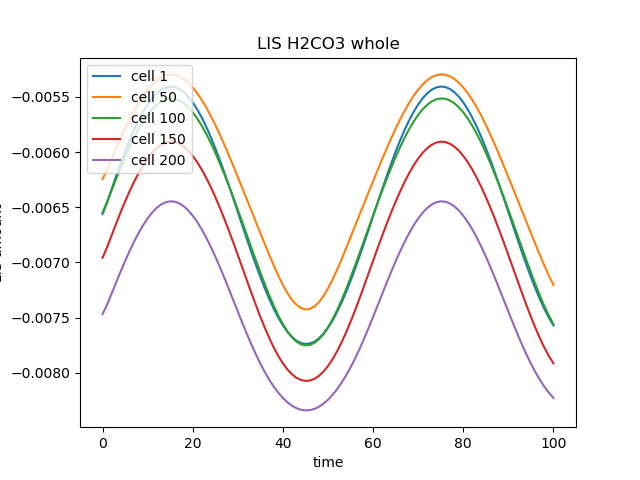 LIS H2CO3 whole
cell 1
cell 50
cell 100
cell 150
cell 200
−0.0055
−0.0060
−0.0065
−0.0070
−0.0075
−0.0080
0 20 40 60 80 100
time